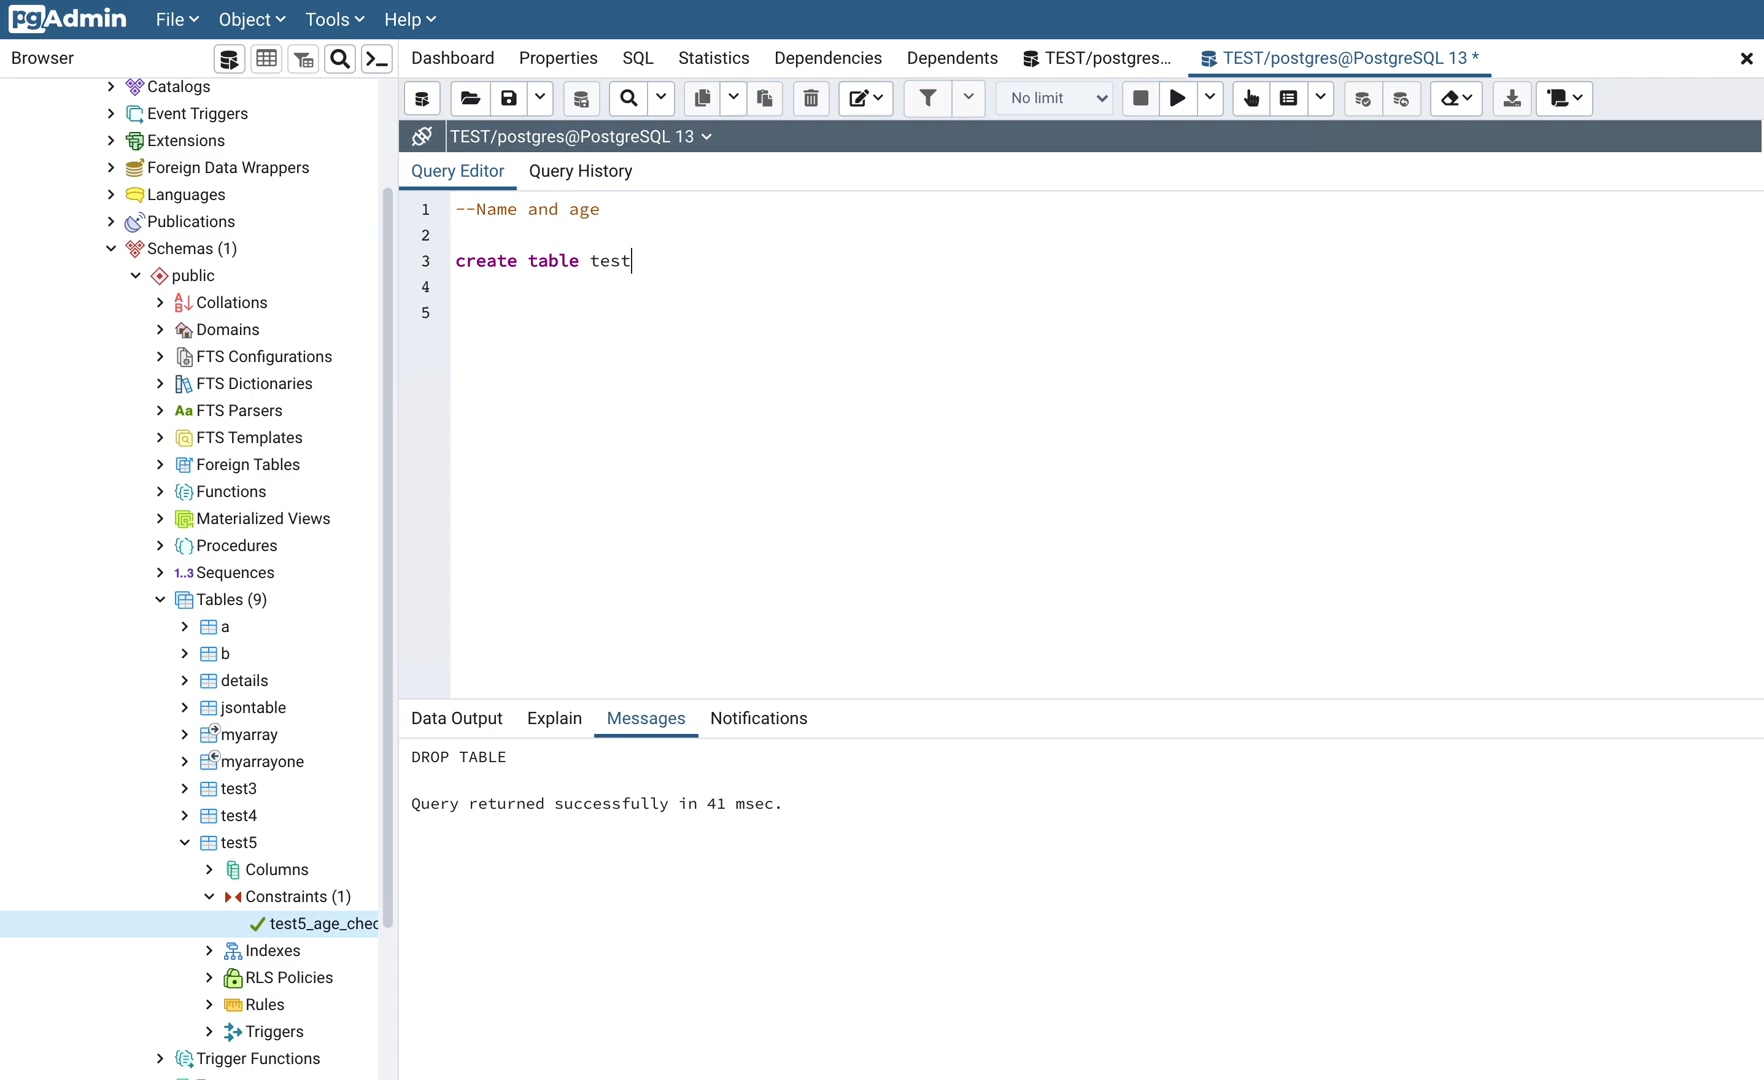 pgAdmin File Object Tools Help
Browser
Dashboard Properties SQL Statistics Dependencies Dependents TEST/postgres... TEST/postgres@PostgreSQL 13 *
No limit
TEST/postgres@PostgreSQL 13
Query Editor Query History
1 --Name and age
2
3 create table test
4
5
Catalogs
Event Triggers
Extensions
Foreign Data Wrappers
Languages
Publications
Schemas (1)
public
Collations
Domains
FTS Configurations
FTS Dictionaries
Aa FTS Parsers
FTS Templates
Foreign Tables
Functions
Materialized Views
Procedures
1..3 Sequences
Tables (9)
a
b
details
jsontable
myarray
myarrayone
test3
test4
test5
Columns
Constraints (1)
test5_age_chec
Indexes
RLS Policies
Rules
Triggers
Trigger Functions
Data Output Explain Messages Notifications
DROP TABLE
Query returned successfully in 41 msec.